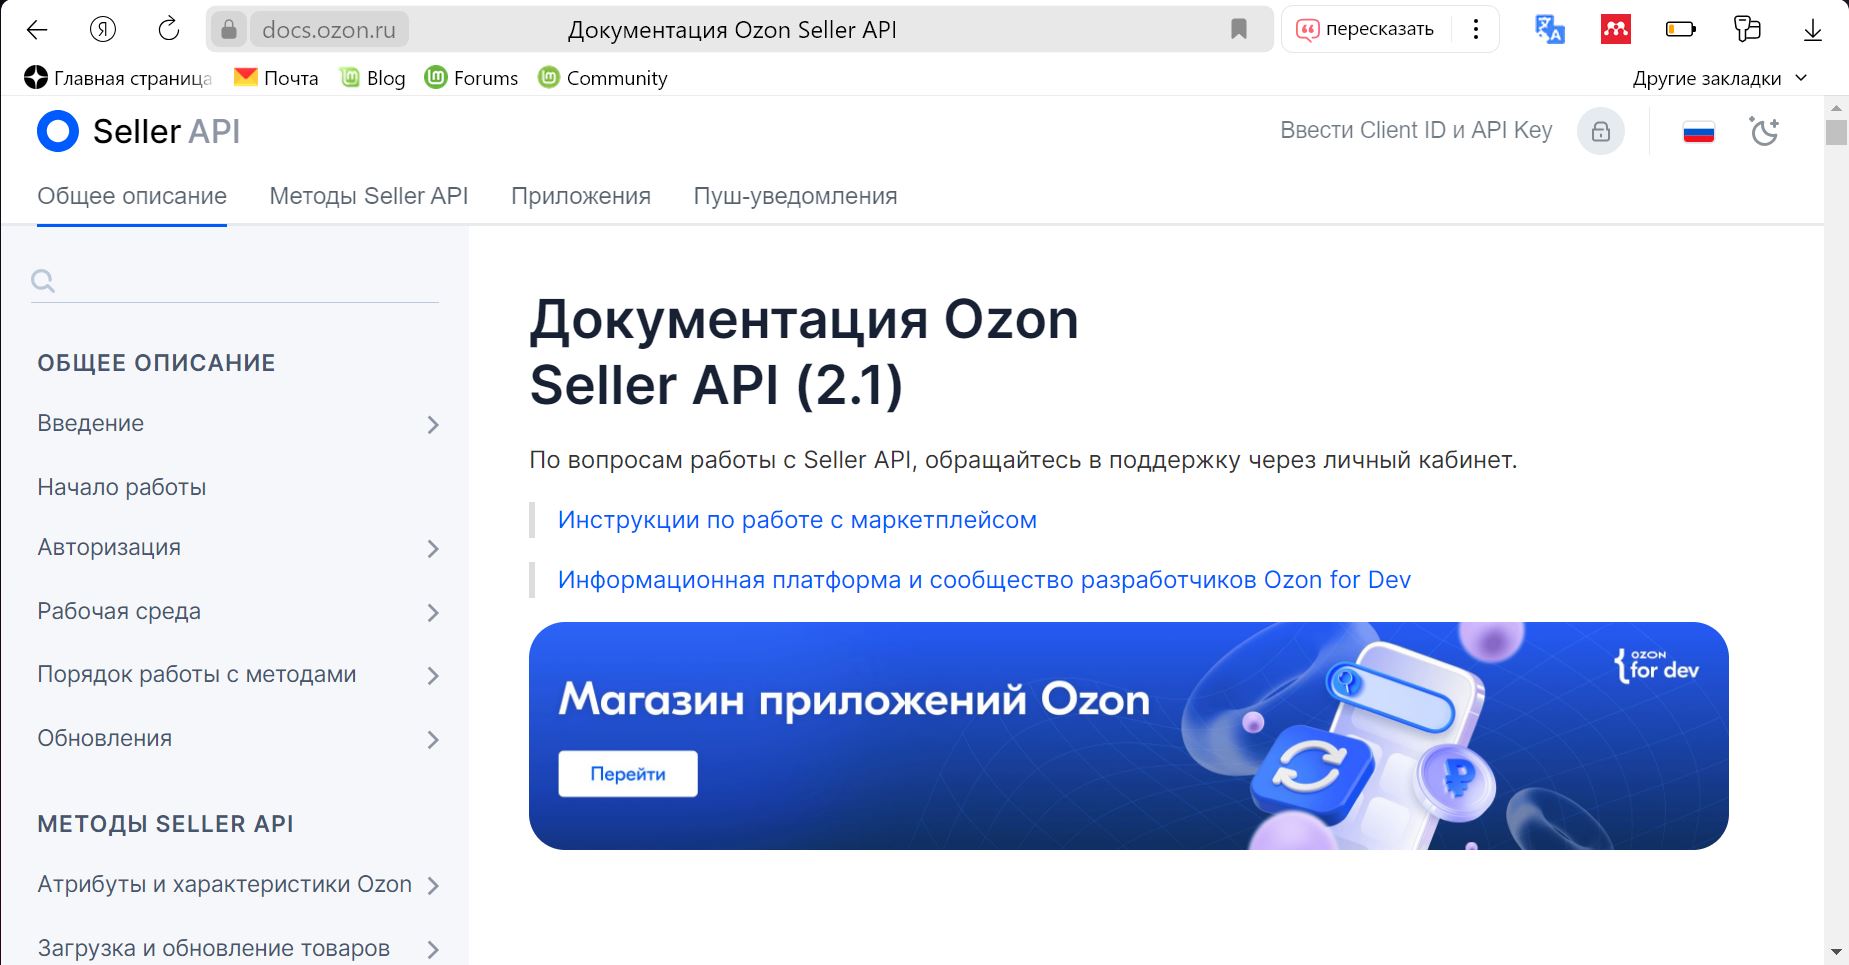 Я
docs.ozon.ru
Документация Ozon Seller API
пересказать
Главная страница
Почта
Blog
Forums
Community
Другие закладки
Seller API
Ввести Client ID и API Key
Общее описание
Методы Seller API
Приложения
Пуш-уведомления
ОБЩЕЕ ОПИСАНИЕ
Введение
Начало работы
Авторизация
Рабочая среда
Порядок работы с методами
Обновления
МЕТОДЫ SELLER API
Атрибуты и характеристики Ozon
Загрузка и обновление товаров
Документация Ozon
Seller API (2.1)
По вопросам работы с Seller API, обращайтесь в поддержку через личный кабинет.
Инструкции по работе с маркетплейсом
Информационная платформа и сообщество разработчиков Ozon for Dev
Магазин приложений Ozon
Перейти
OZON
{for dev